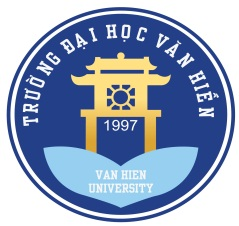 TRƯỜNG ĐẠI HỌC VĂN HIẾN
1997
VAN HIEN
UNIVERSITY